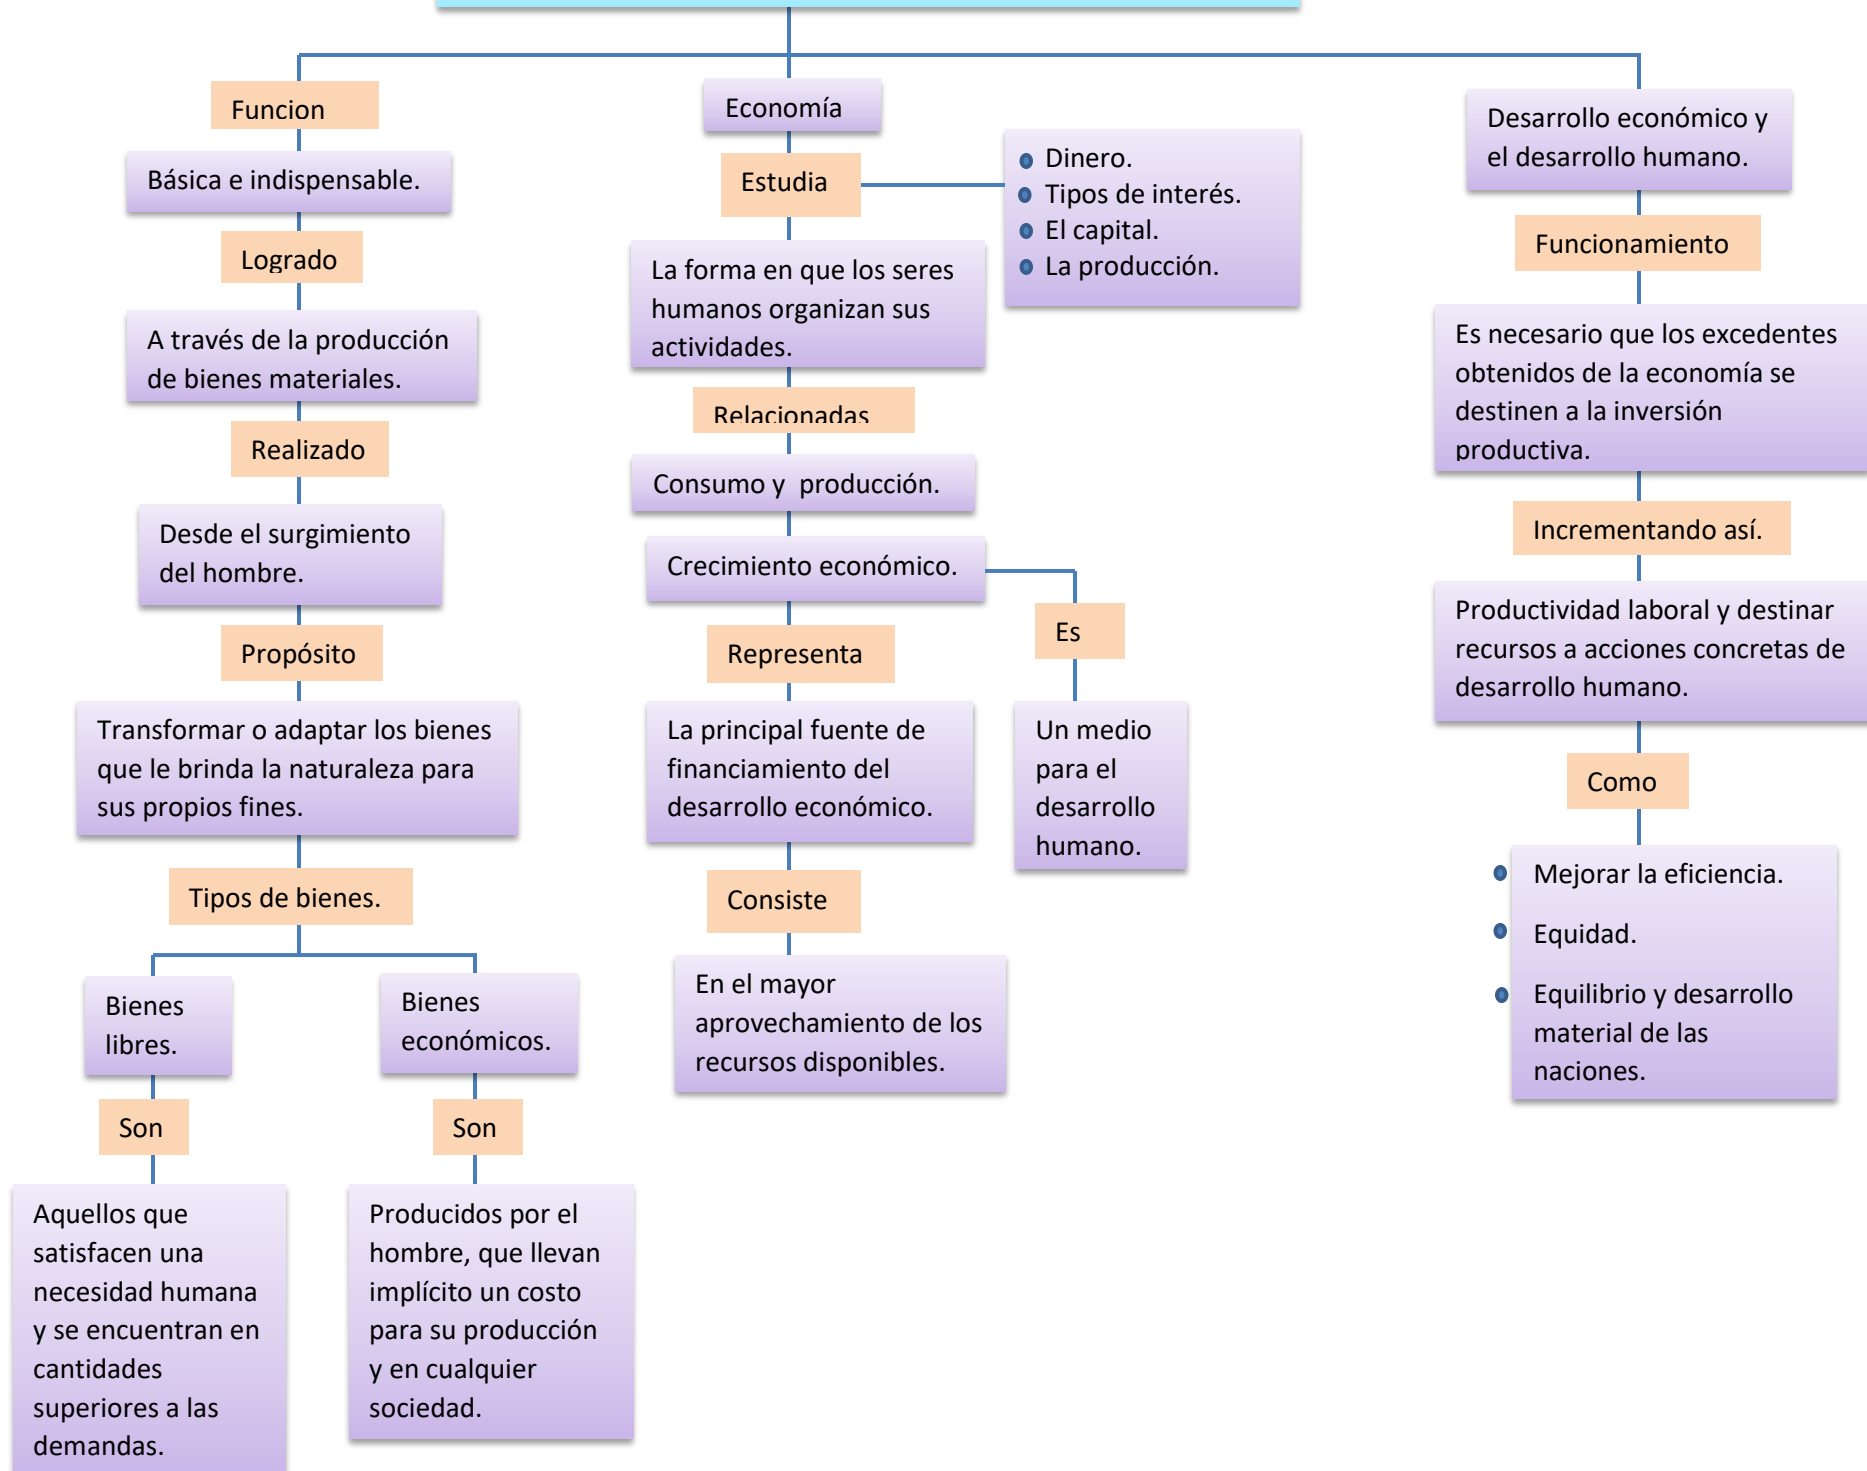 Funcion
Básica e indispensable.
Logrado
A través de la producción
de bienes materiales.
Realizado
Desde el surgimiento
del hombre.
Propósito
Transformar o adaptar los bienes
que le brinda la naturaleza para
sus propios fines.
Tipos de bienes.
Bienes
libres.
Son
Aquellos que
satisfacen una
necesidad humana
y se encuentran en
cantidades
superiores a las
demandas.
Bienes
económicos.
Son
Producidos por el
hombre, que llevan
implícito un costo
para su producción
y en cualquier
sociedad.
Economía
Estudia
Dinero.
Tipos de interés.
El capital.
La producción.
La forma en que los seres
humanos organizan sus
actividades.
Relacionadas
Consumo y  producción.
Crecimiento económico.
Representa
La principal fuente de
financiamiento del
desarrollo económico.
Consiste
En el mayor
aprovechamiento de los
recursos disponibles.
Es
Un medio
para el
desarrollo
humano.
Desarrollo económico y
el desarrollo humano.
Funcionamiento
Es necesario que los excedentes
obtenidos de la economía se
destinen a la inversión
productiva.
Incrementando así.
Productividad laboral y destinar
recursos a acciones concretas de
desarrollo humano.
Como
Mejorar la eficiencia.
Equidad.
Equilibrio y desarrollo
material de las
naciones.